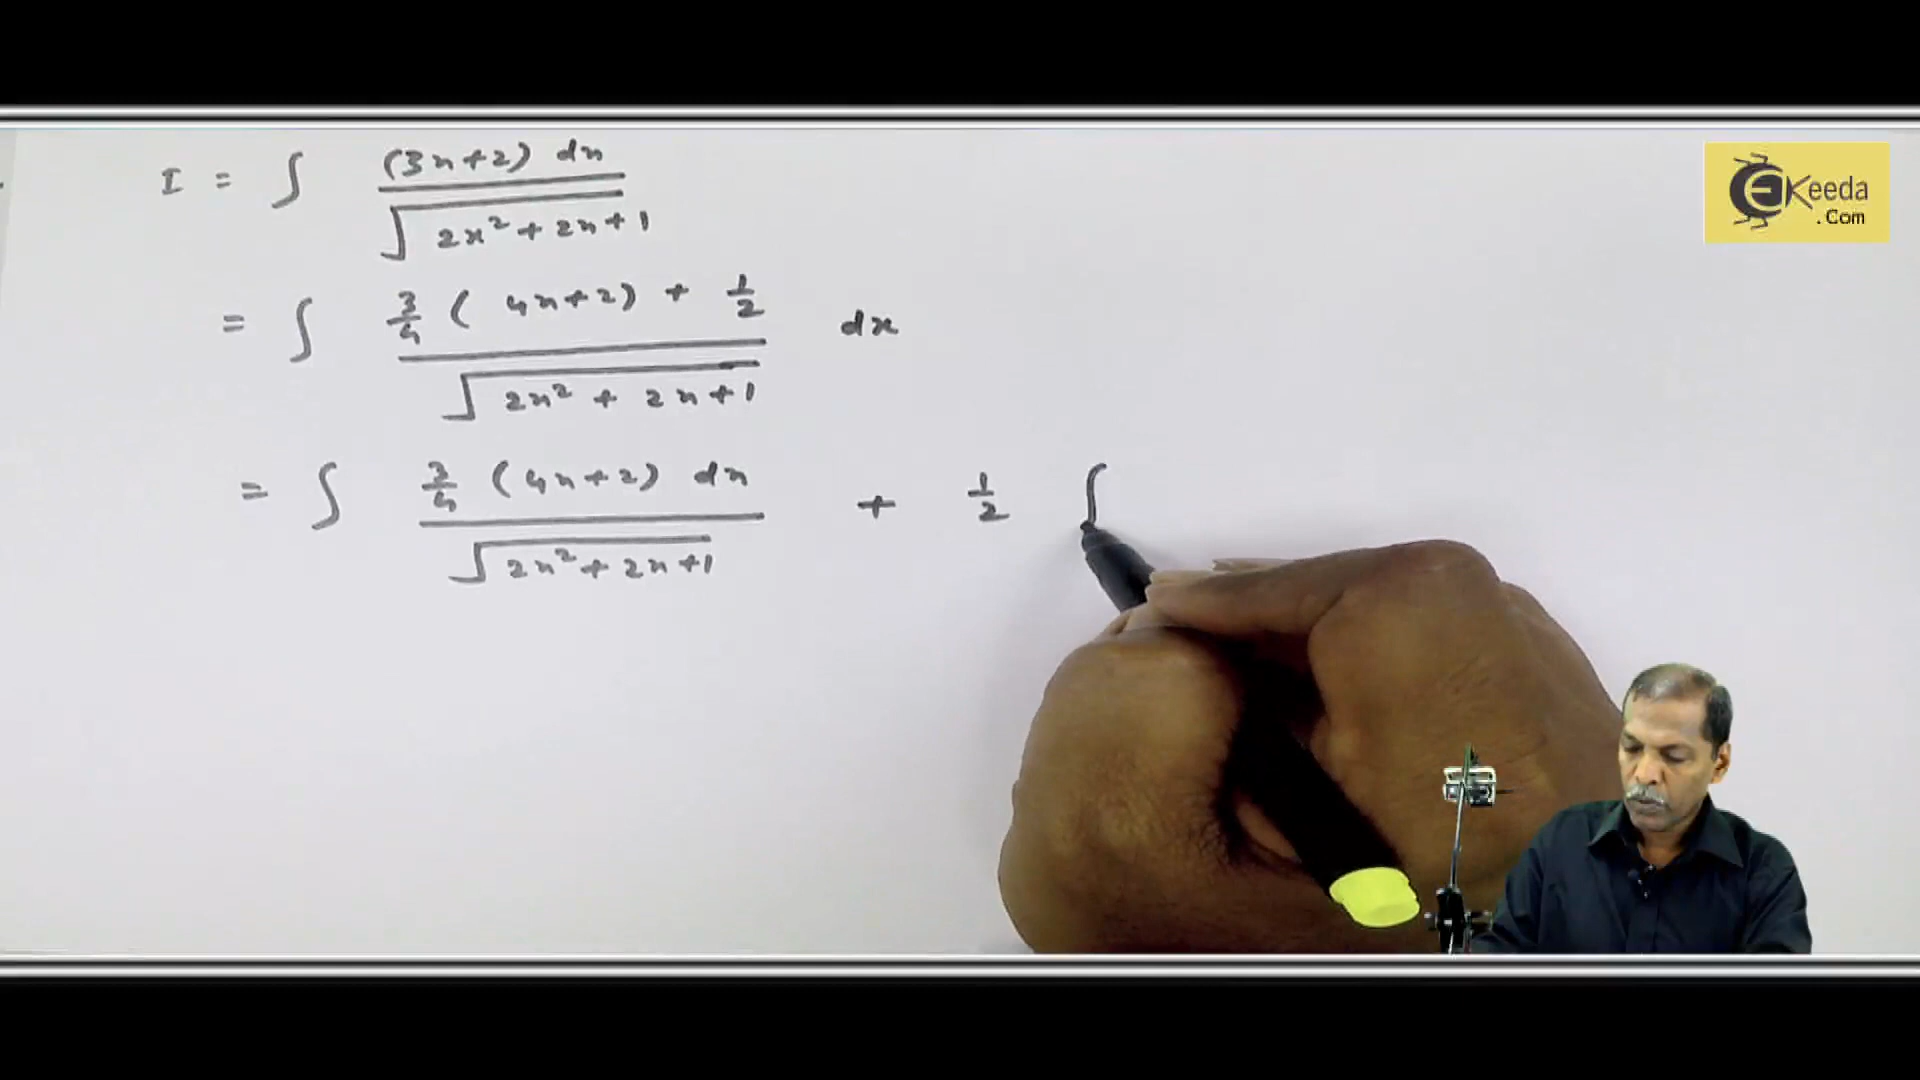 I = ∫ (3x+2) dx / √(2x² + 2x + 1)
= ∫ (3/4 (4x+2) + 1/2) / √(2x² + 2x + 1) dx
= ∫ 3/4 (4x+2) dx / √(2x² + 2x + 1) + 1/2 ∫
Keeda
.Com